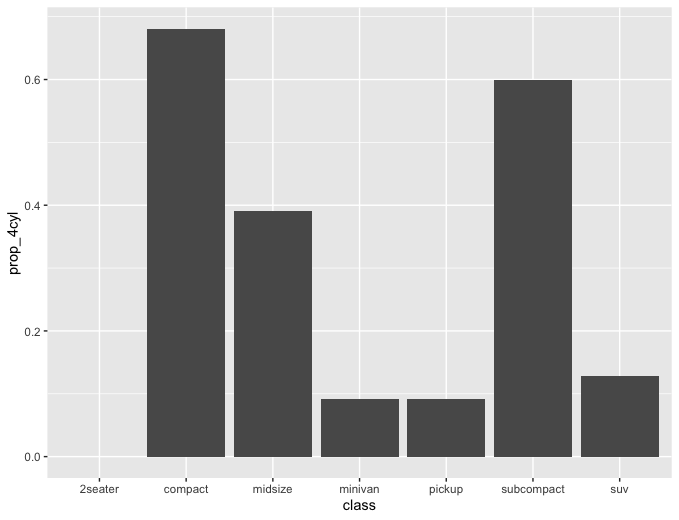 prop_4cyl
0.6
0.4
0.2
0.0
2seater compact midsize minivan pickup subcompact suv
class